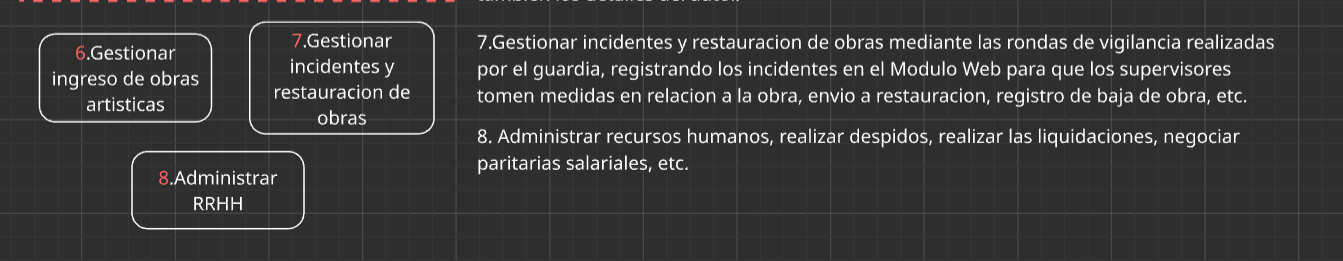 6.Gestionar
ingreso de obras
artisticas
7.Gestionar
incidentes y
restauracion de
obras
8.Administrar
RRHH
7.Gestionar incidentes y restauracion de obras mediante las rondas de vigilancia realizadas
por el guardia, registrando los incidentes en el Modulo Web para que los supervisores
tomen medidas en relacion a la obra, envio a restauracion, registro de baja de obra, etc.
8. Administrar recursos humanos, realizar despidos, realizar las liquidaciones, negociar
paritarias salariales, etc.